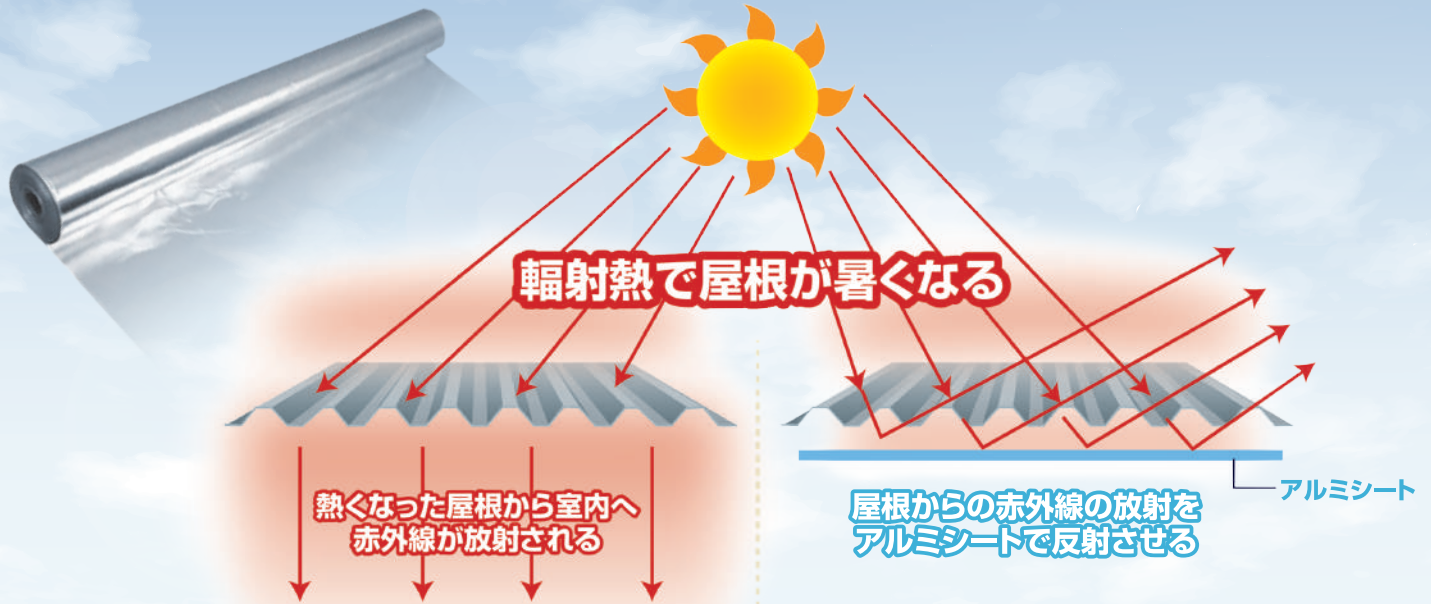 輻射熱で屋根が暑くなる
熱くなった屋根から室内へ
赤外線が放射される
アルミシート
屋根からの赤外線の放射を
アルミシートで反射させる